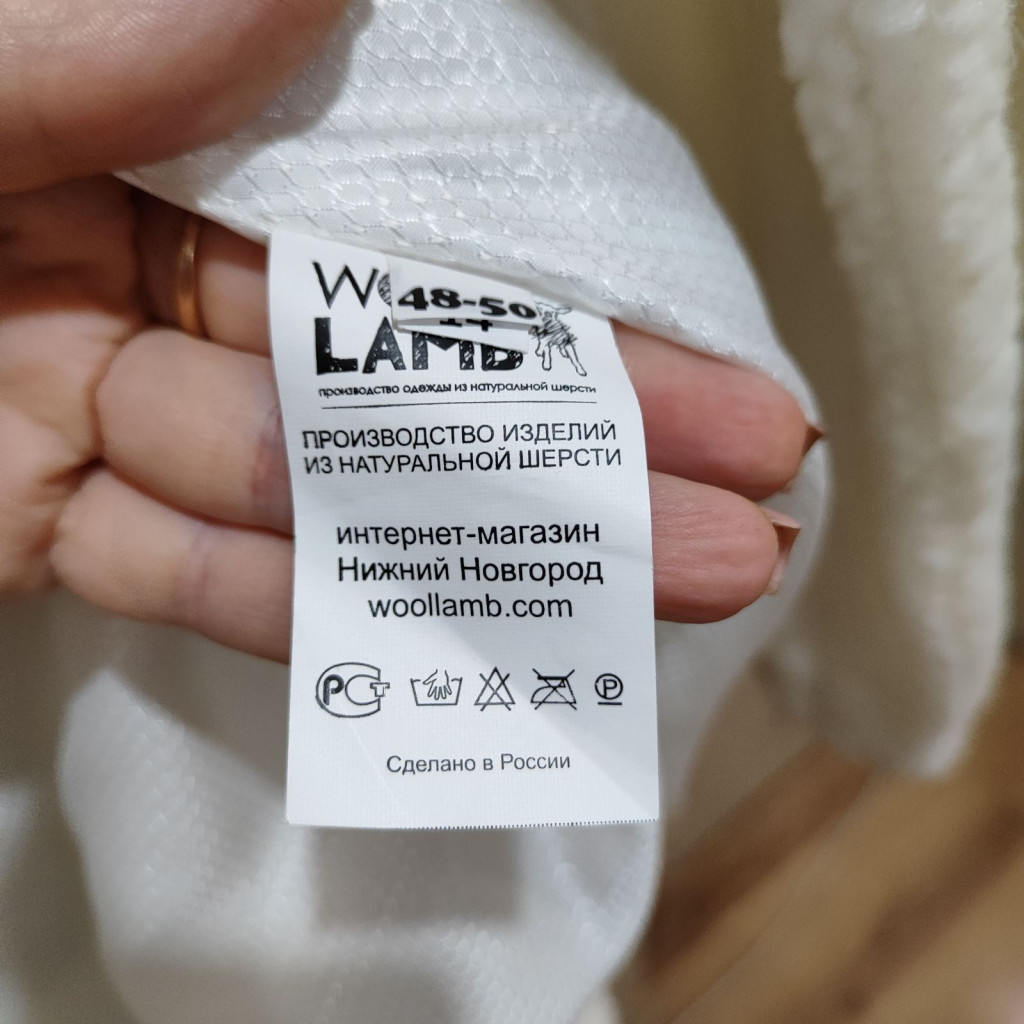 WO
48-50
14
LAMB
производство одежды из натуральной шерсти
ПРОИЗВОДСТВО ИЗДЕЛИЙ
ИЗ НАТУРАЛЬНОЙ ШЕРСТИ
интернет-магазин
Нижний Новгород
woollamb.com
РСТ
P
Сделано в России